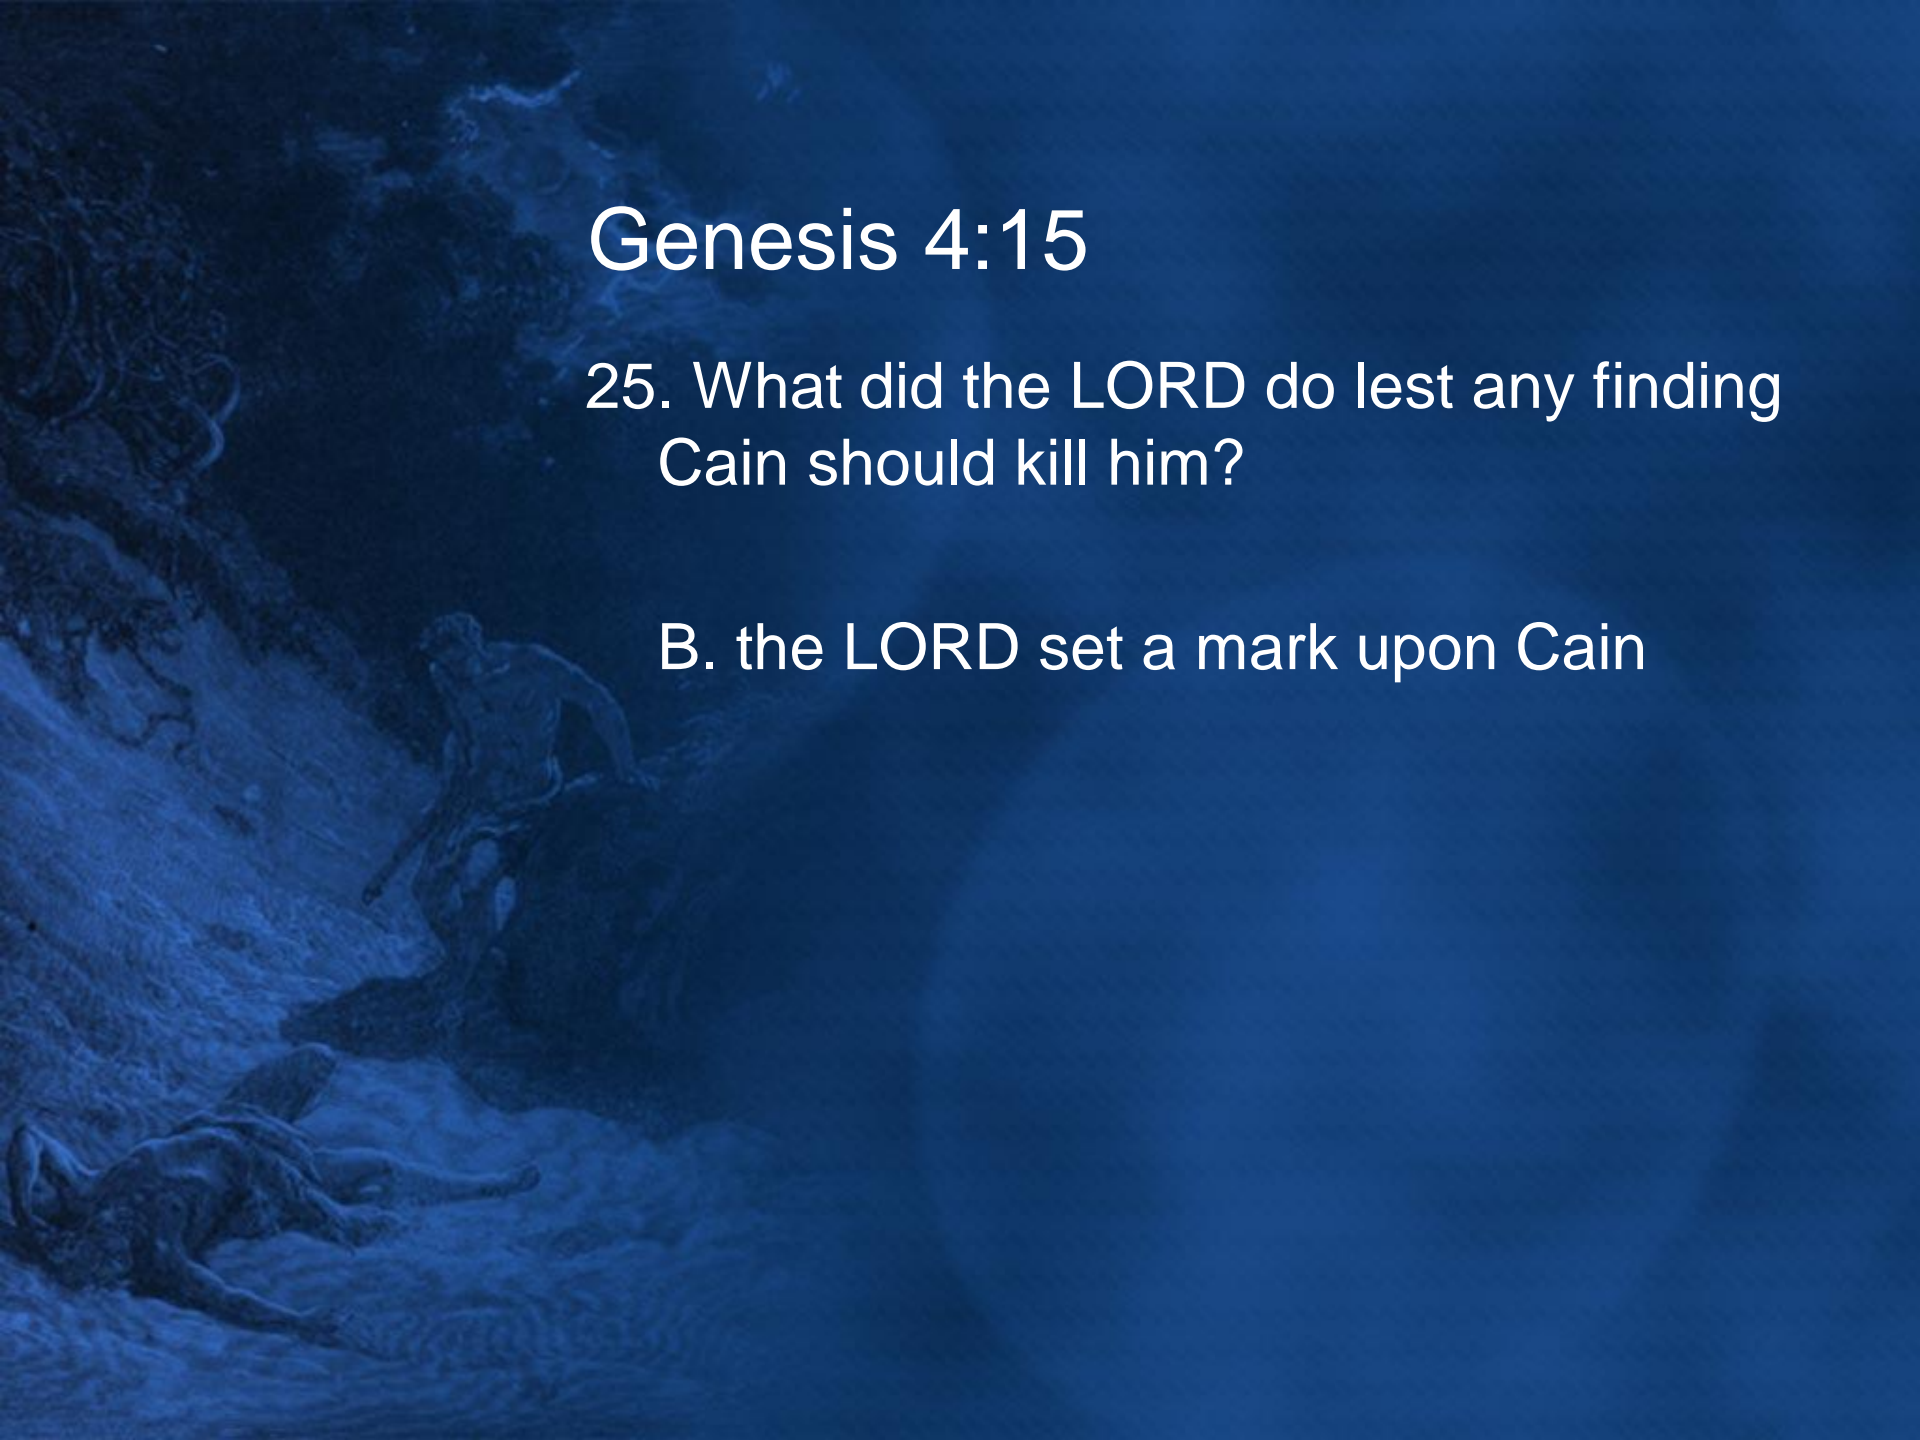 Genesis 4:15
25. What did the LORD do lest any finding
Cain should kill him?
B. the LORD set a mark upon Cain